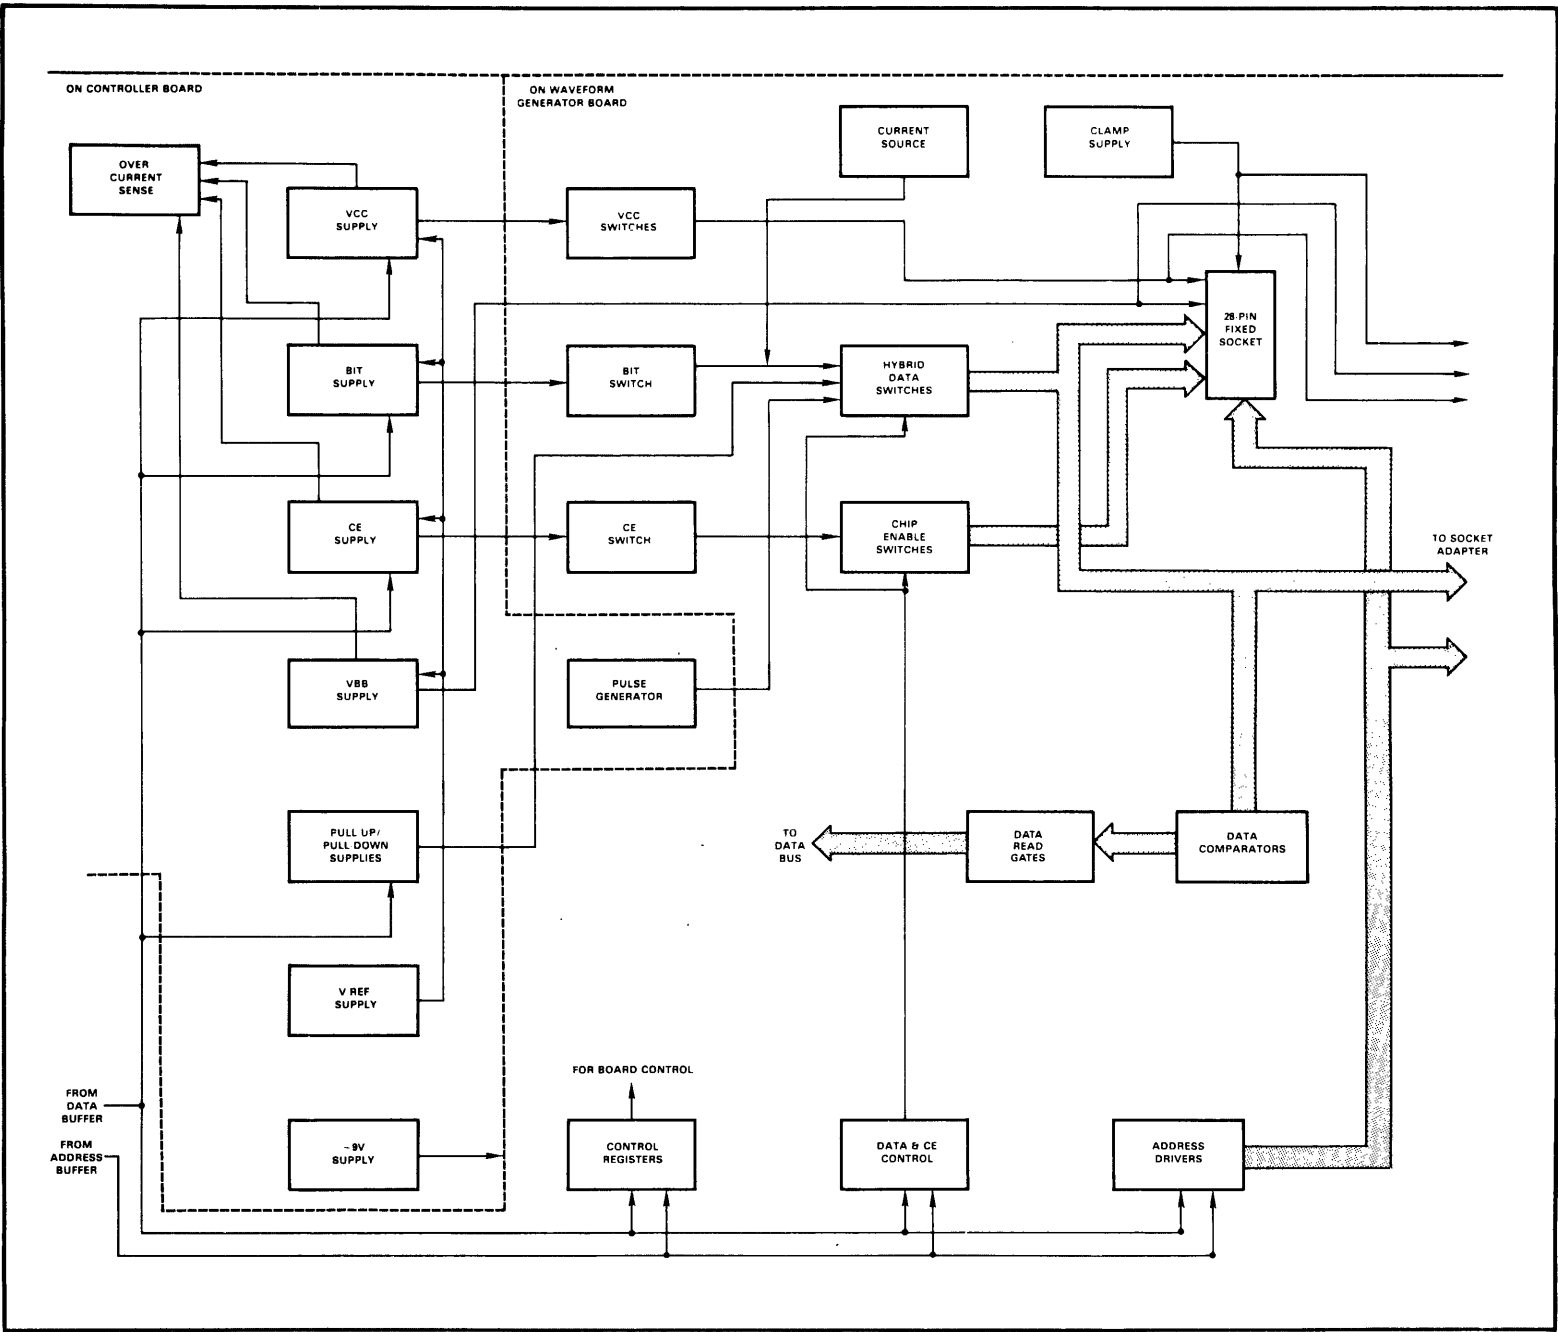 ON CONTROLLER BOARD
ON WAVEFORM
GENERATOR BOARD
CURRENT
SOURCE
CLAMP
SUPPLY
OVER
CURRENT
SENSE
VCC
SUPPLY
VCC
SWITCHES
28-PIN
FIXED
SOCKET
BIT
SUPPLY
BIT
SWITCH
HYBRID
DATA
SWITCHES
CE
SUPPLY
CE
SWITCH
CHIP
ENABLE
SWITCHES
TO SOCKET
ADAPTER
VBB
SUPPLY
PULSE
GENERATOR
PULL UP/
PULL DOWN
SUPPLIES
TO
DATA
BUS
DATA
READ
GATES
DATA
COMPARATORS
V REF
SUPPLY
FOR BOARD CONTROL
FROM
DATA
BUFFER
FROM
ADDRESS
BUFFER
-9V
SUPPLY
CONTROL
REGISTERS
DATA & CE
CONTROL
ADDRESS
DRIVERS